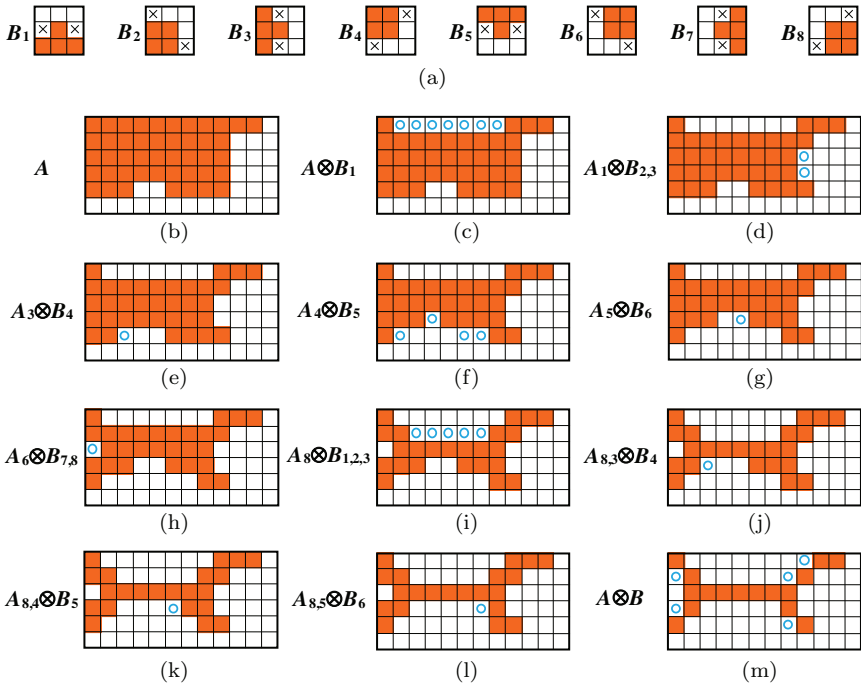 B1 B2 B3 B4 B5 B6 B7 B8
(a)
A A⊗B1 A1⊗B2,3
(b) (c) (d)
A3⊗B4 A4⊗B5 A5⊗B6
(e) (f) (g)
A6⊗B7,8 A8⊗B1,2,3 A8,3⊗B4
(h) (i) (j)
A8,4⊗B5 A8,5⊗B6 A⊗B
(k) (l) (m)